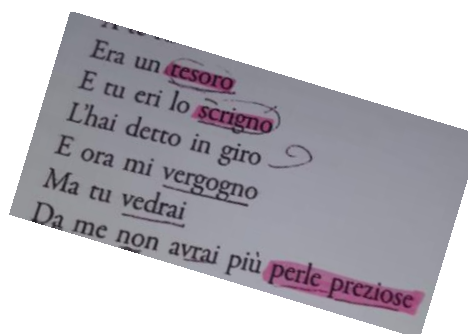 Era un tesoro
E tu eri lo scrigno
L'hai detto in giro
E ora mi vergogno
Ma tu vedrai
Da me non avrai più perle preziose